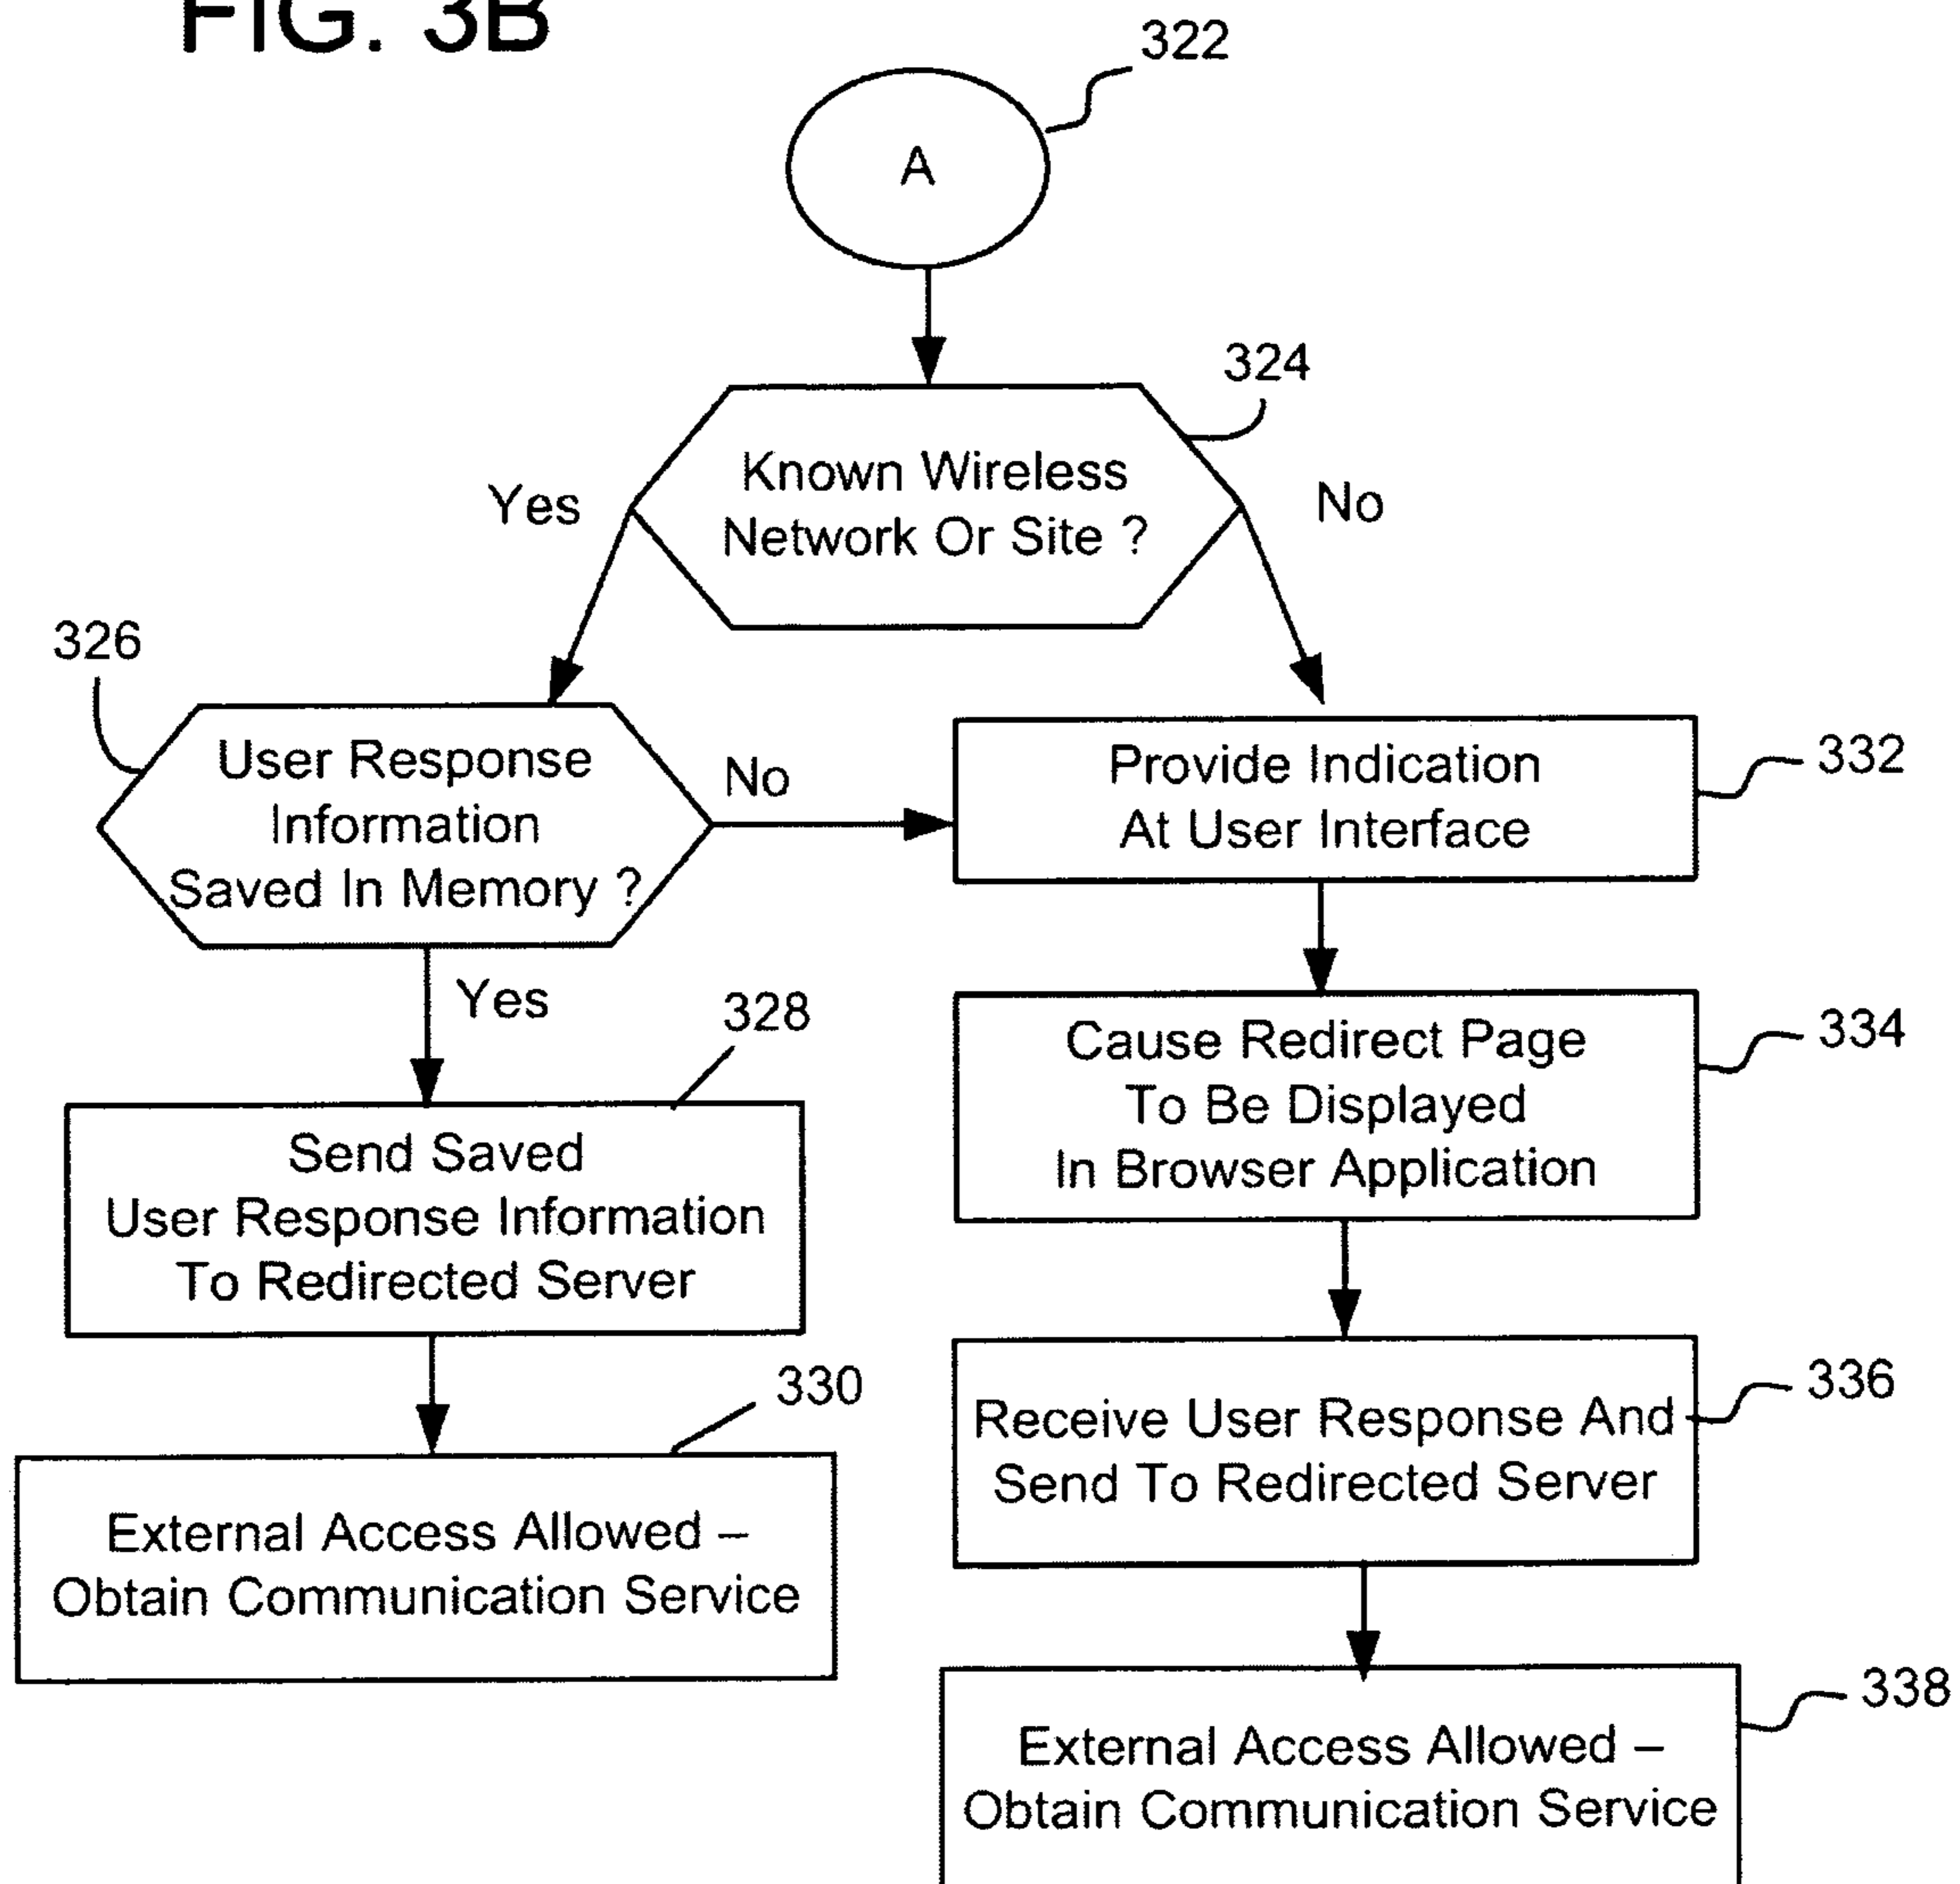 FIG. 3B
322
A
324
Known Wireless
Network Or Site ?
Yes
No
326
User Response
Information
Saved In Memory ?
No
Yes
332
Provide Indication
At User Interface
328
Send Saved
User Response Information
To Redirected Server
334
Cause Redirect Page
To Be Displayed
In Browser Application
330
External Access Allowed –
Obtain Communication Service
336
Receive User Response And
Send To Redirected Server
338
External Access Allowed –
Obtain Communication Service